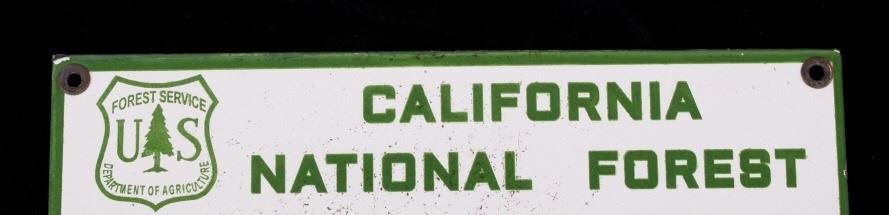 FOREST SERVICE
U S
DEPARTMENT OF AGRICULTURE
CALIFORNIA
NATIONAL FOREST